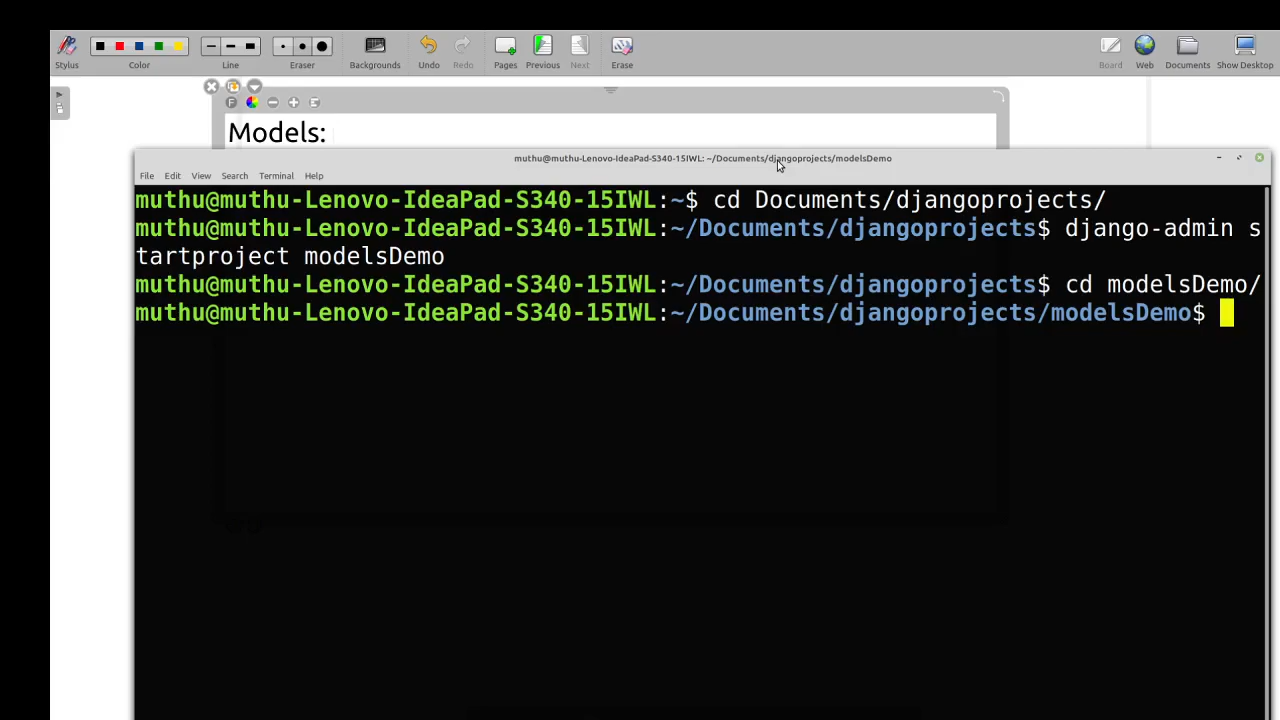 Stylus Color Line Eraser Backgrounds Undo Redo Pages Previous Next Erase Board Web Documents Show Desktop
F
Models:
muthu@muthu-Lenovo-IdeaPad-S340-15IWL: ~/Documents/djangoprojects/modelsDemo
File Edit View Search Terminal Help
muthu@muthu-Lenovo-IdeaPad-S340-15IWL:~$ cd Documents/djangoprojects/
muthu@muthu-Lenovo-IdeaPad-S340-15IWL:~/Documents/djangoprojects$ django-admin s
tartproject modelsDemo
muthu@muthu-Lenovo-IdeaPad-S340-15IWL:~/Documents/djangoprojects$ cd modelsDemo/
muthu@muthu-Lenovo-IdeaPad-S340-15IWL:~/Documents/djangoprojects/modelsDemo$